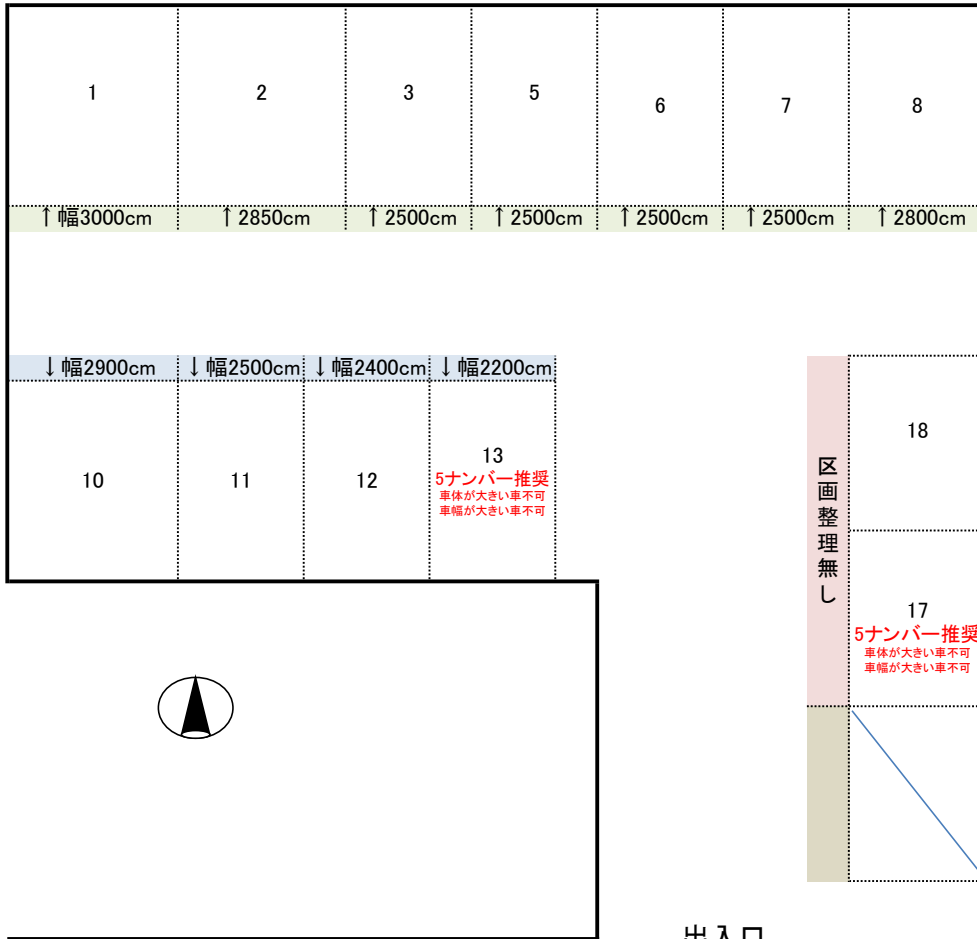 1
2
3
5
6
7
8
↑幅3000cm
↑2850cm
↑2500cm
↑2500cm
↑2500cm
↑2500cm
↑2800cm
↓幅2900cm
↓幅2500cm
↓幅2400cm
↓幅2200cm
10
11
12
13
5ナンバー推奨
車体が大きい車不可
車幅が大きい車不可
区画整理無し
18
17
5ナンバー推奨
車体が大きい車不可
車幅が大きい車不可
出入口